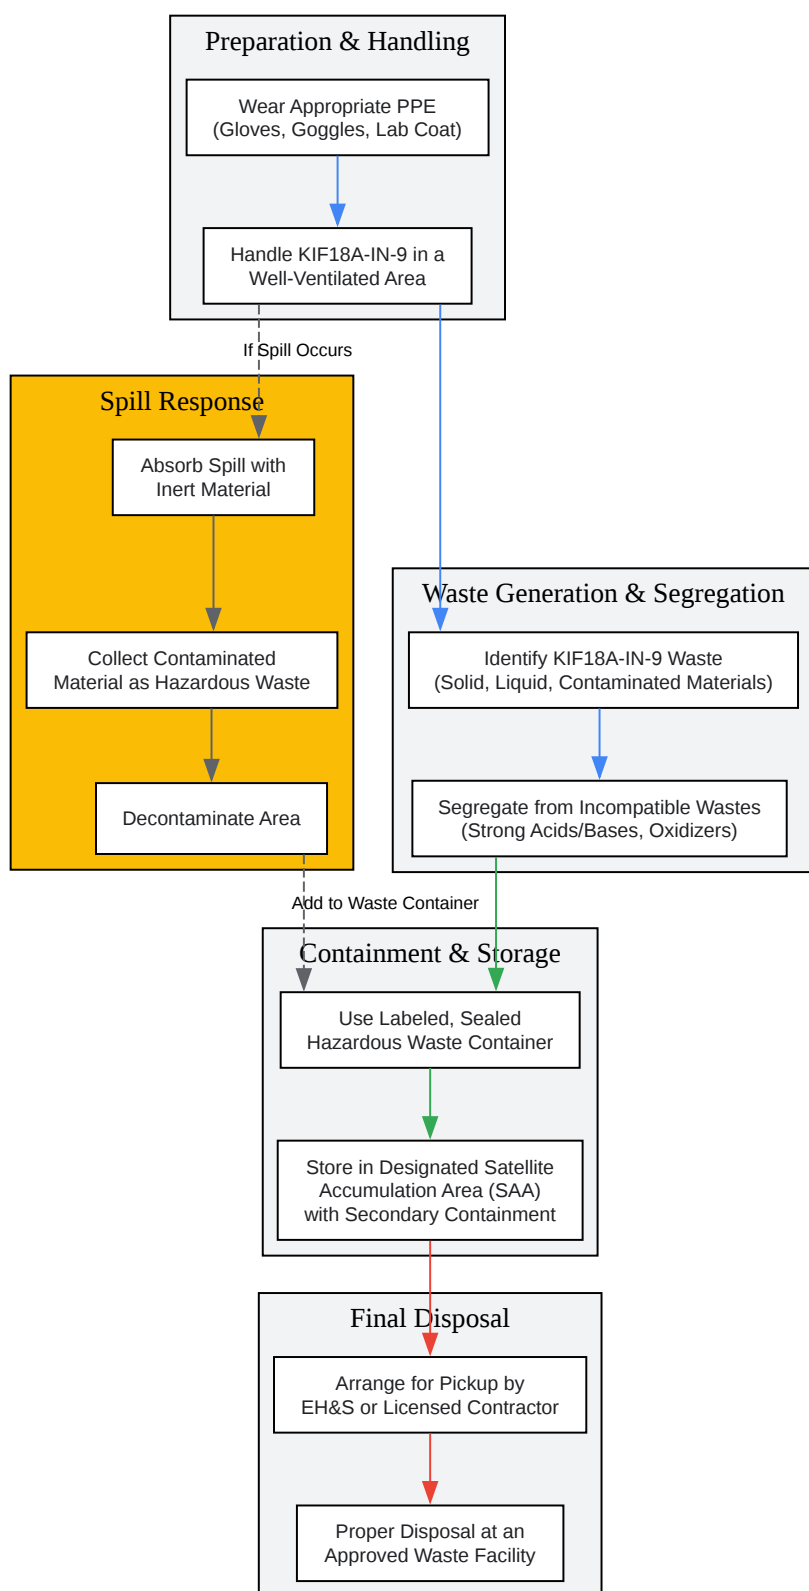 Preparation & Handling
Wear Appropriate PPE
(Gloves, Goggles, Lab Coat)
Handle KIF18A-IN-9 in a
Well-Ventilated Area
If Spill Occurs
Spill Response
Absorb Spill with
Inert Material
Collect Contaminated
Material as Hazardous Waste
Decontaminate Area
Waste Generation & Segregation
Identify KIF18A-IN-9 Waste
(Solid, Liquid, Contaminated Materials)
Segregate from Incompatible Wastes
(Strong Acids/Bases, Oxidizers)
Add to Waste Container
Containment & Storage
Use Labeled, Sealed
Hazardous Waste Container
Store in Designated Satellite
Accumulation Area (SAA)
with Secondary Containment
Final Disposal
Arrange for Pickup by
EH&S or Licensed Contractor
Proper Disposal at an
Approved Waste Facility